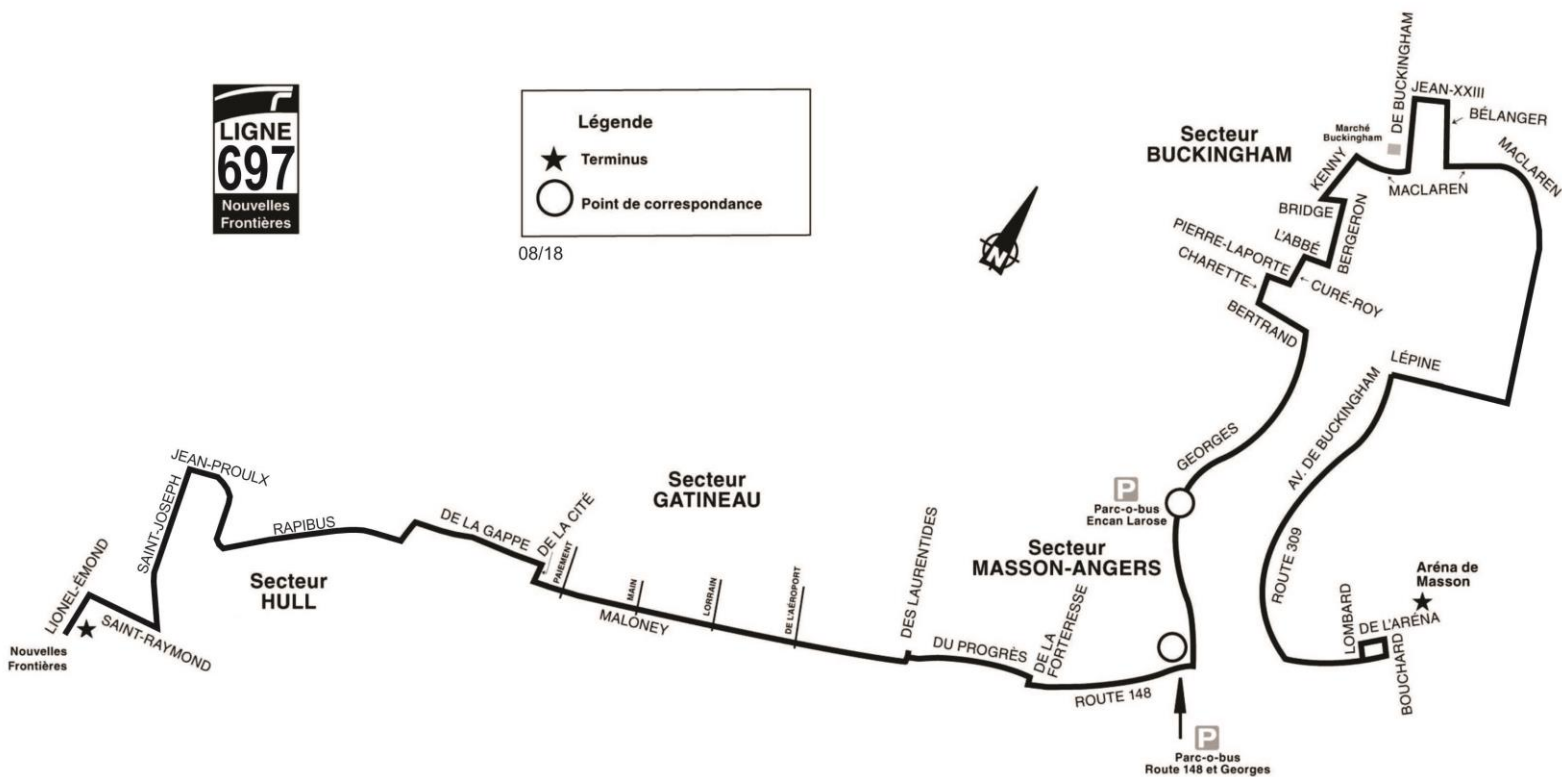 LIGNE
697
Nouvelles
Frontières
Légende
Terminus
Point de correspondance
08/18
N
Secteur
BUCKINGHAM
Marché
Buckingham
DE BUCKINGHAM
JEAN-XXIII
BÉLANGER
MACLAREN
MACLAREN
KENNY
BRIDGE
BERGERON
L'ABBÉ
PIERRE-LAPORTE
CURÉ-ROY
CHARETTE
BERTRAND
LÉPINE
AV. DE BUCKINGHAM
ROUTE 309
GEORGES
P
Parc-o-bus
Encan Larose
Secteur
MASSON-ANGERS
Aréna de
Masson
LOMBARD
DE L'ARÉNA
BOUCHARD
Secteur
GATINEAU
JEAN-PROULX
SAINT-JOSEPH
RAPIBUS
DE LA GAPPE
DE LA CITÉ
PAIEMENT
MAIN
LORRAIN
DE L'AÉROPORT
MALONEY
DES LAURENTIDES
DU PROGRÈS
DE LA
FORTERESSE
ROUTE 148
Secteur
HULL
LIONEL-ÉMOND
SAINT-RAYMOND
Nouvelles
Frontières
P
Parc-o-bus
Route 148 et Georges